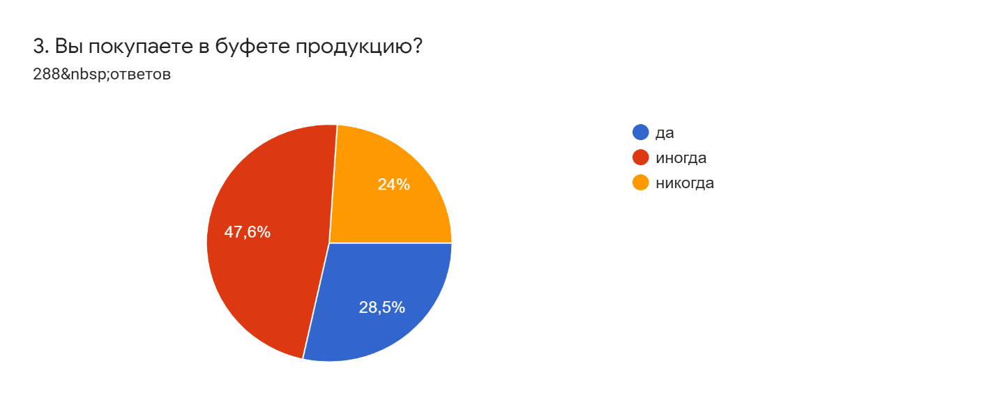 3. Вы покупаете в буфете продукцию?
288&nbsp;ответов
да
иногда
никогда
24%
47,6%
28,5%